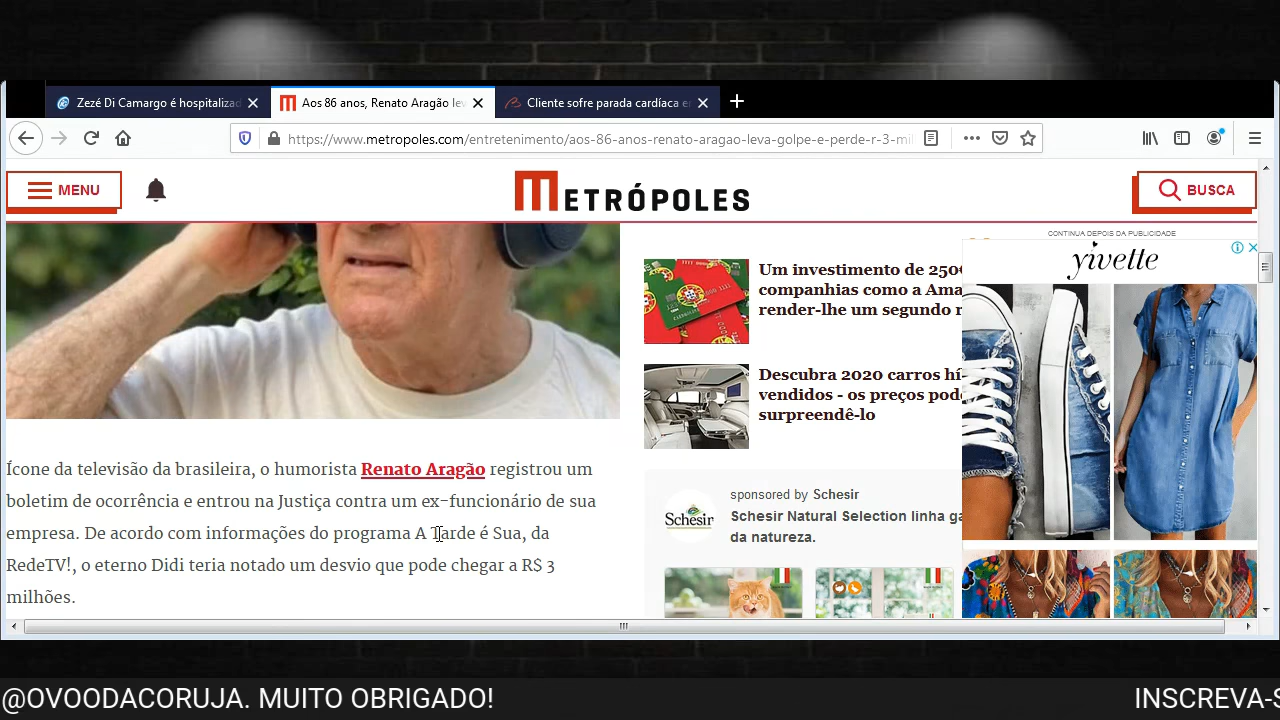 Zezé Di Camargo é hospitalizad
Aos 86 anos, Renato Aragão lev
Cliente sofre parada cardíaca e
https://www.metropoles.com/entretenimento/aos-86-anos-renato-aragao-leva-golpe-e-perde-r-3-mil
MENU
METRÓPOLES
BUSCA
CONTINUA DEPOIS DA PUBLICIDADE
yivette
Um investimento de 250
companhias como a Ama
render-lhe um segundo r
Descubra 2020 carros hí
vendidos - os preços pod
surpreendê-lo
Ícone da televisão da brasileira, o humorista Renato Aragão registrou um
boletim de ocorrência e entrou na Justiça contra um ex-funcionário de sua
empresa. De acordo com informações do programa A Tarde é Sua, da
RedeTV!, o eterno Didi teria notado um desvio que pode chegar a R$ 3
milhões.
Schesir
sponsored by Schesir
Schesir Natural Selection linha ga
da natureza.
@OVOODACORUJA. MUITO OBRIGADO!
INSCREVA-S